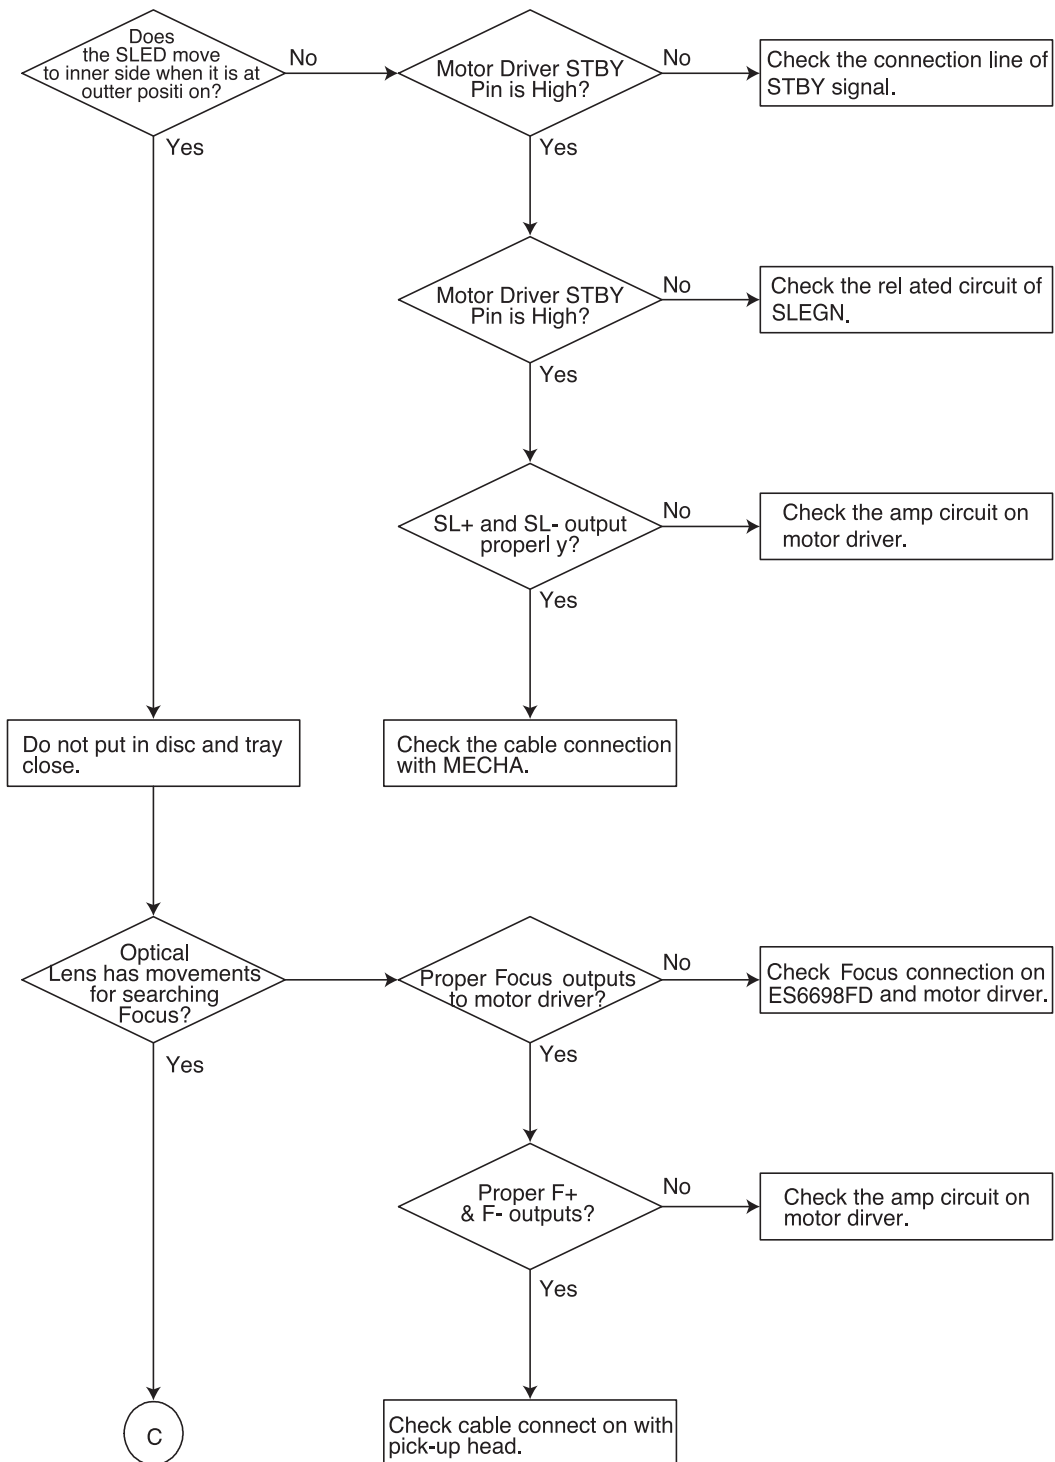 Does
the SLED move
to inner side when it is at
outter positi on?
No
Motor Driver STBY
Pin is High?
No
Check the connection line of
STBY signal.
Yes
Yes
Motor Driver STBY
Pin is High?
No
Check the rel ated circuit of
SLEGN.
Yes
SL+ and SL- output
properl y?
No
Check the amp circuit on
motor driver.
Yes
Do not put in disc and tray
close.
Check the cable connection
with MECHA.
Optical
Lens has movements
for searching
Focus?
Proper Focus outputs
to motor driver?
No
Check Focus connection on
ES6698FD and motor dirver.
Yes
Yes
Proper F+
& F- outputs?
No
Check the amp circuit on
motor dirver.
Yes
C
Check cable connect on with
pick-up head.